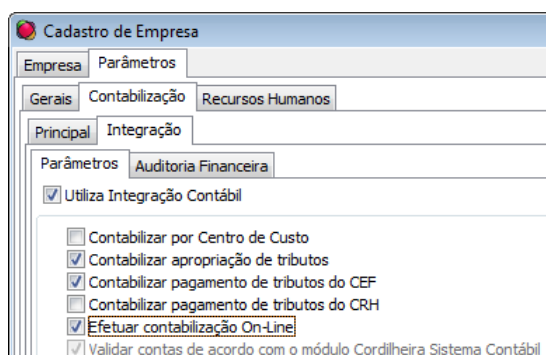 Cadastro de Empresa
Empresa Parâmetros
Gerais Contabilização Recursos Humanos
Principal Integração
Parâmetros Auditoria Financeira
Utiliza Integração Contábil
Contabilizar por Centro de Custo
Contabilizar apropriação de tributos
Contabilizar pagamento de tributos do CEF
Contabilizar pagamento de tributos do CRH
Efetuar contabilização On-Line
Validar contas de acordo com o módulo Cordilheira Sistema Contábil